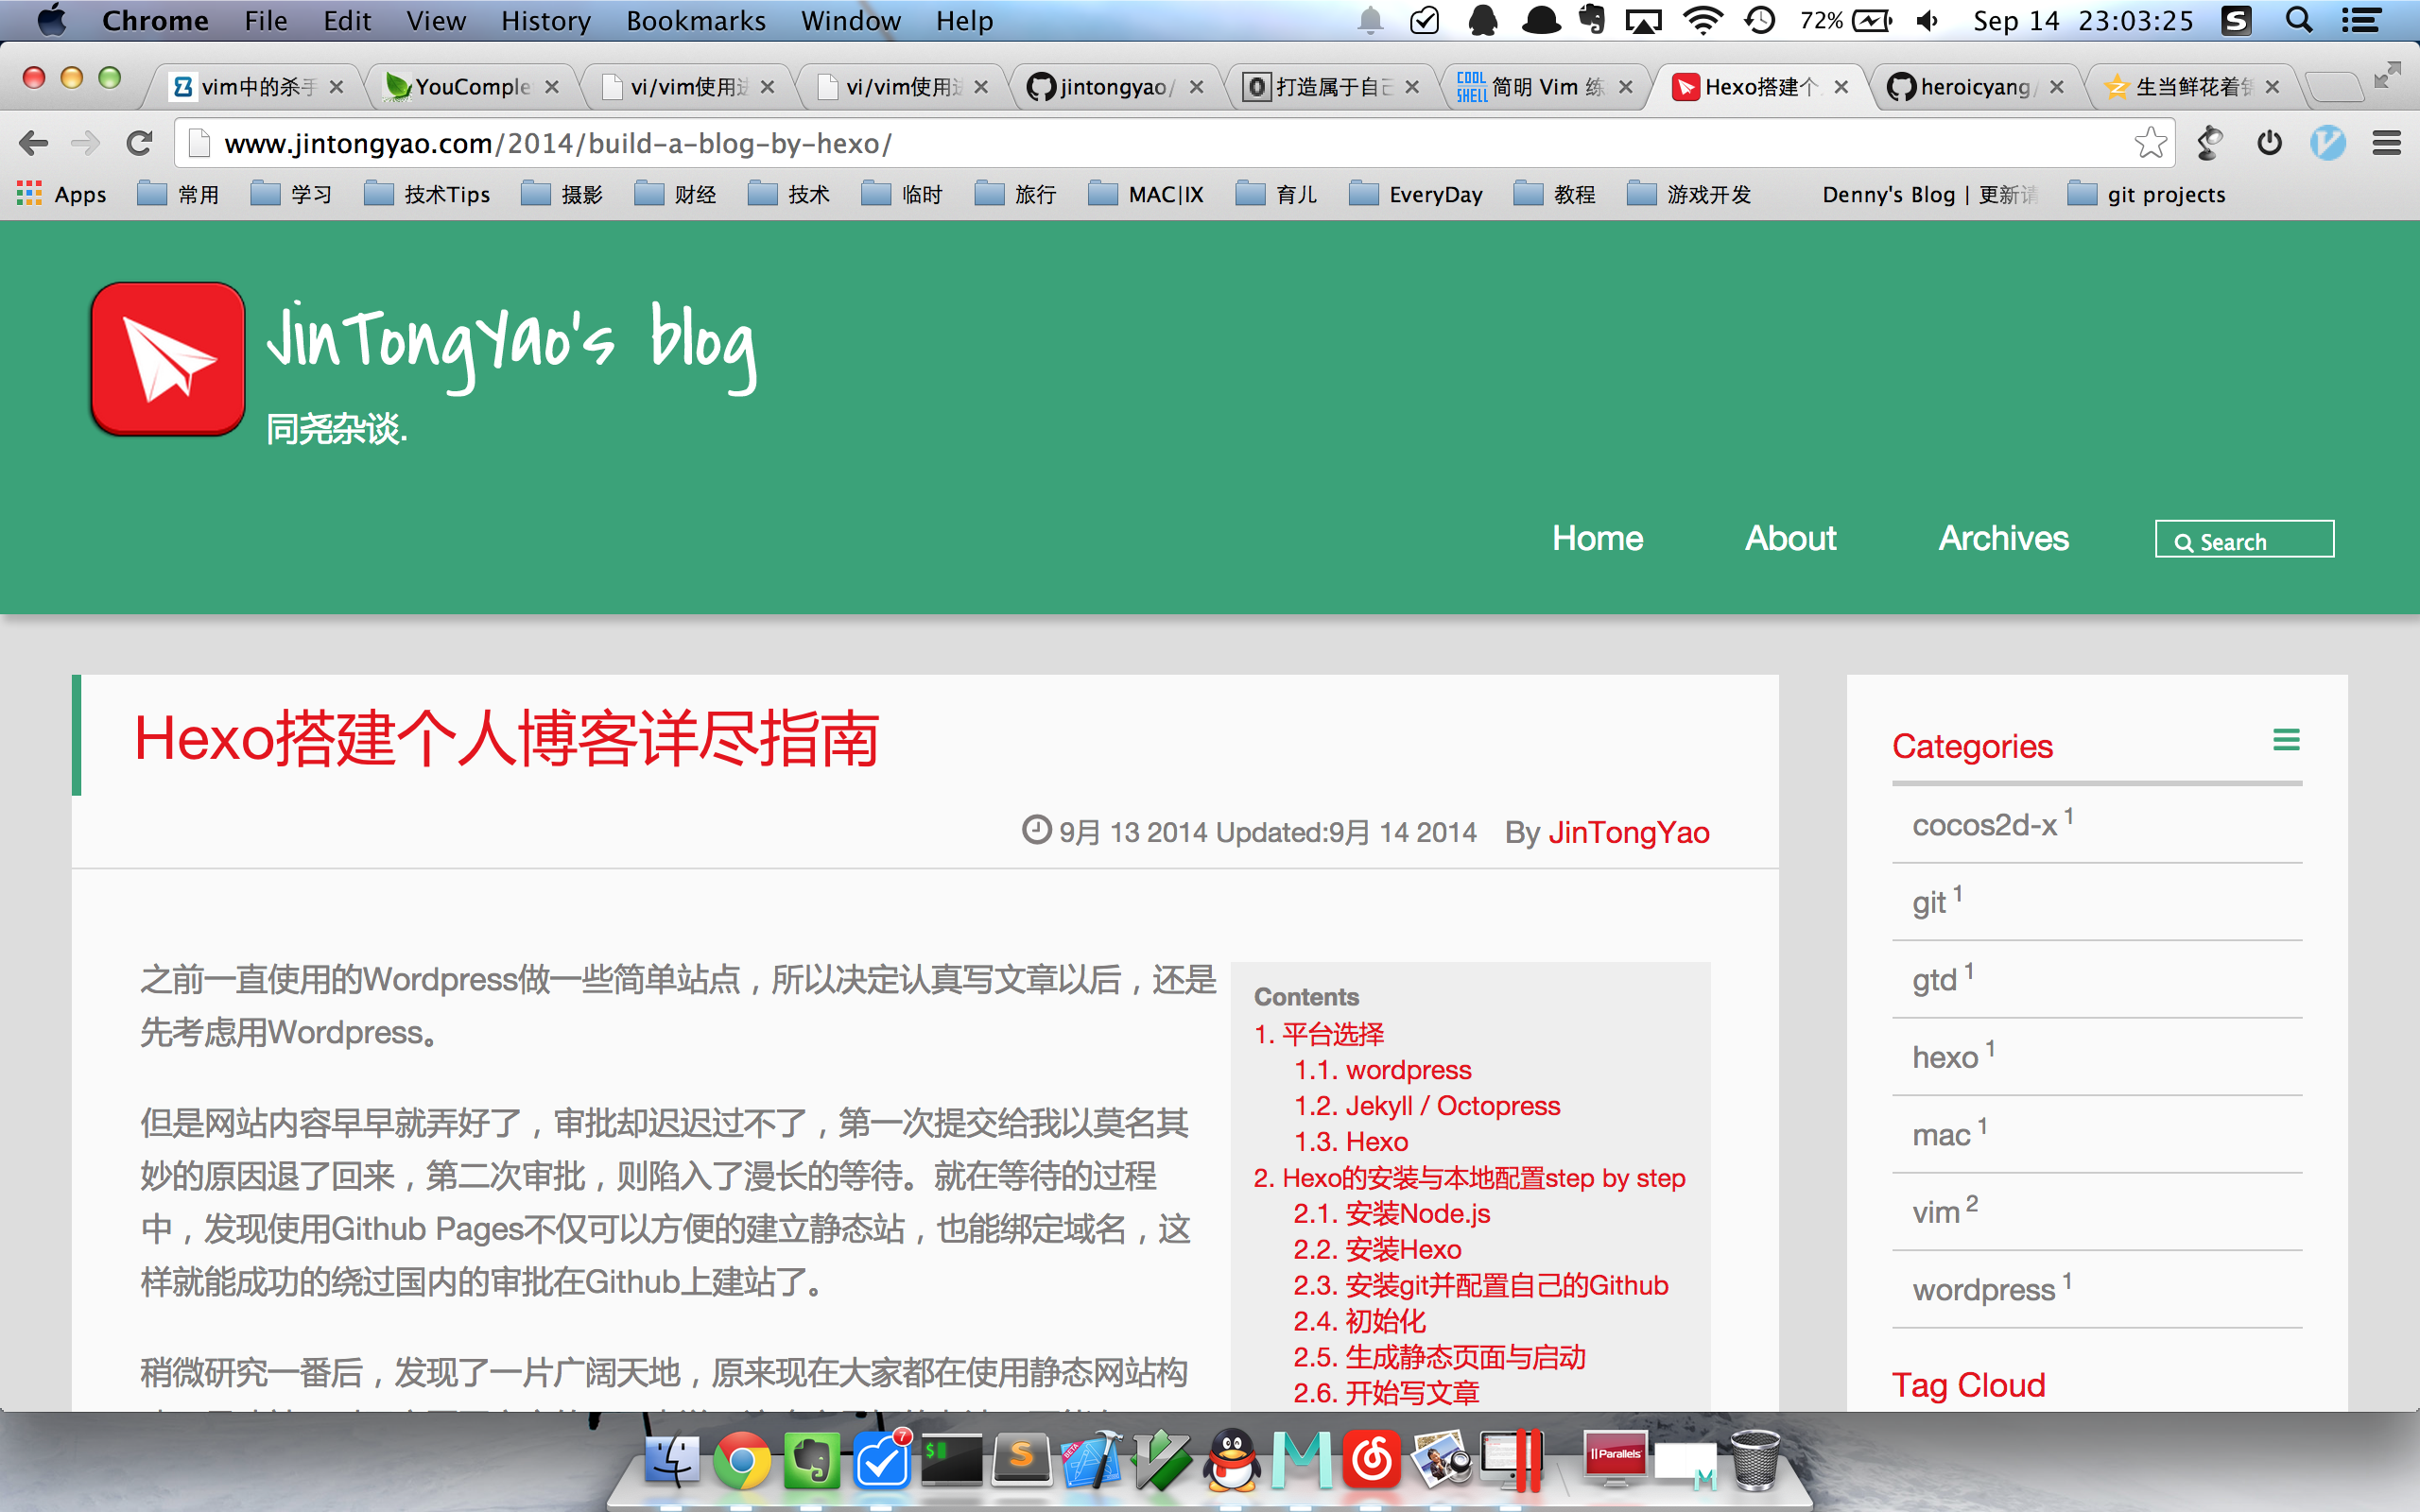 Chrome File Edit View History Bookmarks Window Help 72% Sep 14 23:03:25
vim中的杀手 YouComple vi/vim使用进 vi/vim使用进 jintongyao/ 打造属于自己 COOL SHELL 简明 Vim 练 Hexo搭建个 heroicyang/ 生当鲜花着
www.jintongyao.com/2014/build-a-blog-by-hexo/
Apps 常用 学习 技术Tips 摄影 财经 技术 临时 旅行 MAC|IX 育儿 EveryDay 教程 游戏开发 Denny's Blog | 更新请 git projects
JinTongYao's blog
同尧杂谈.
Home About Archives Search
Hexo搭建个人博客详尽指南
9月 13 2014 Updated:9月 14 2014 By JinTongYao
之前一直使用的Wordpress做一些简单站点，所以决定认真写文章以后，还是
先考虑用Wordpress。
但是网站内容早早就弄好了，审批却迟迟过不了，第一次提交给我以莫名其
妙的原因退了回来，第二次审批，则陷入了漫长的等待。就在等待的过程
中，发现使用Github Pages不仅可以方便的建立静态站，也能绑定域名，这
样就能成功的绕过国内的审批在Github上建站了。
稍微研究一番后，发现了一片广阔天地，原来现在大家都在使用静态网站构
Contents
1. 平台选择
1.1. wordpress
1.2. Jekyll / Octopress
1.3. Hexo
2. Hexo的安装与本地配置step by step
2.1. 安装Node.js
2.2. 安装Hexo
2.3. 安装git并配置自己的Github
2.4. 初始化
2.5. 生成静态页面与启动
2.6. 开始写文章
Categories
cocos2d-x 1
git 1
gtd 1
hexo 1
mac 1
vim 2
wordpress 1
Tag Cloud
7
Parallels